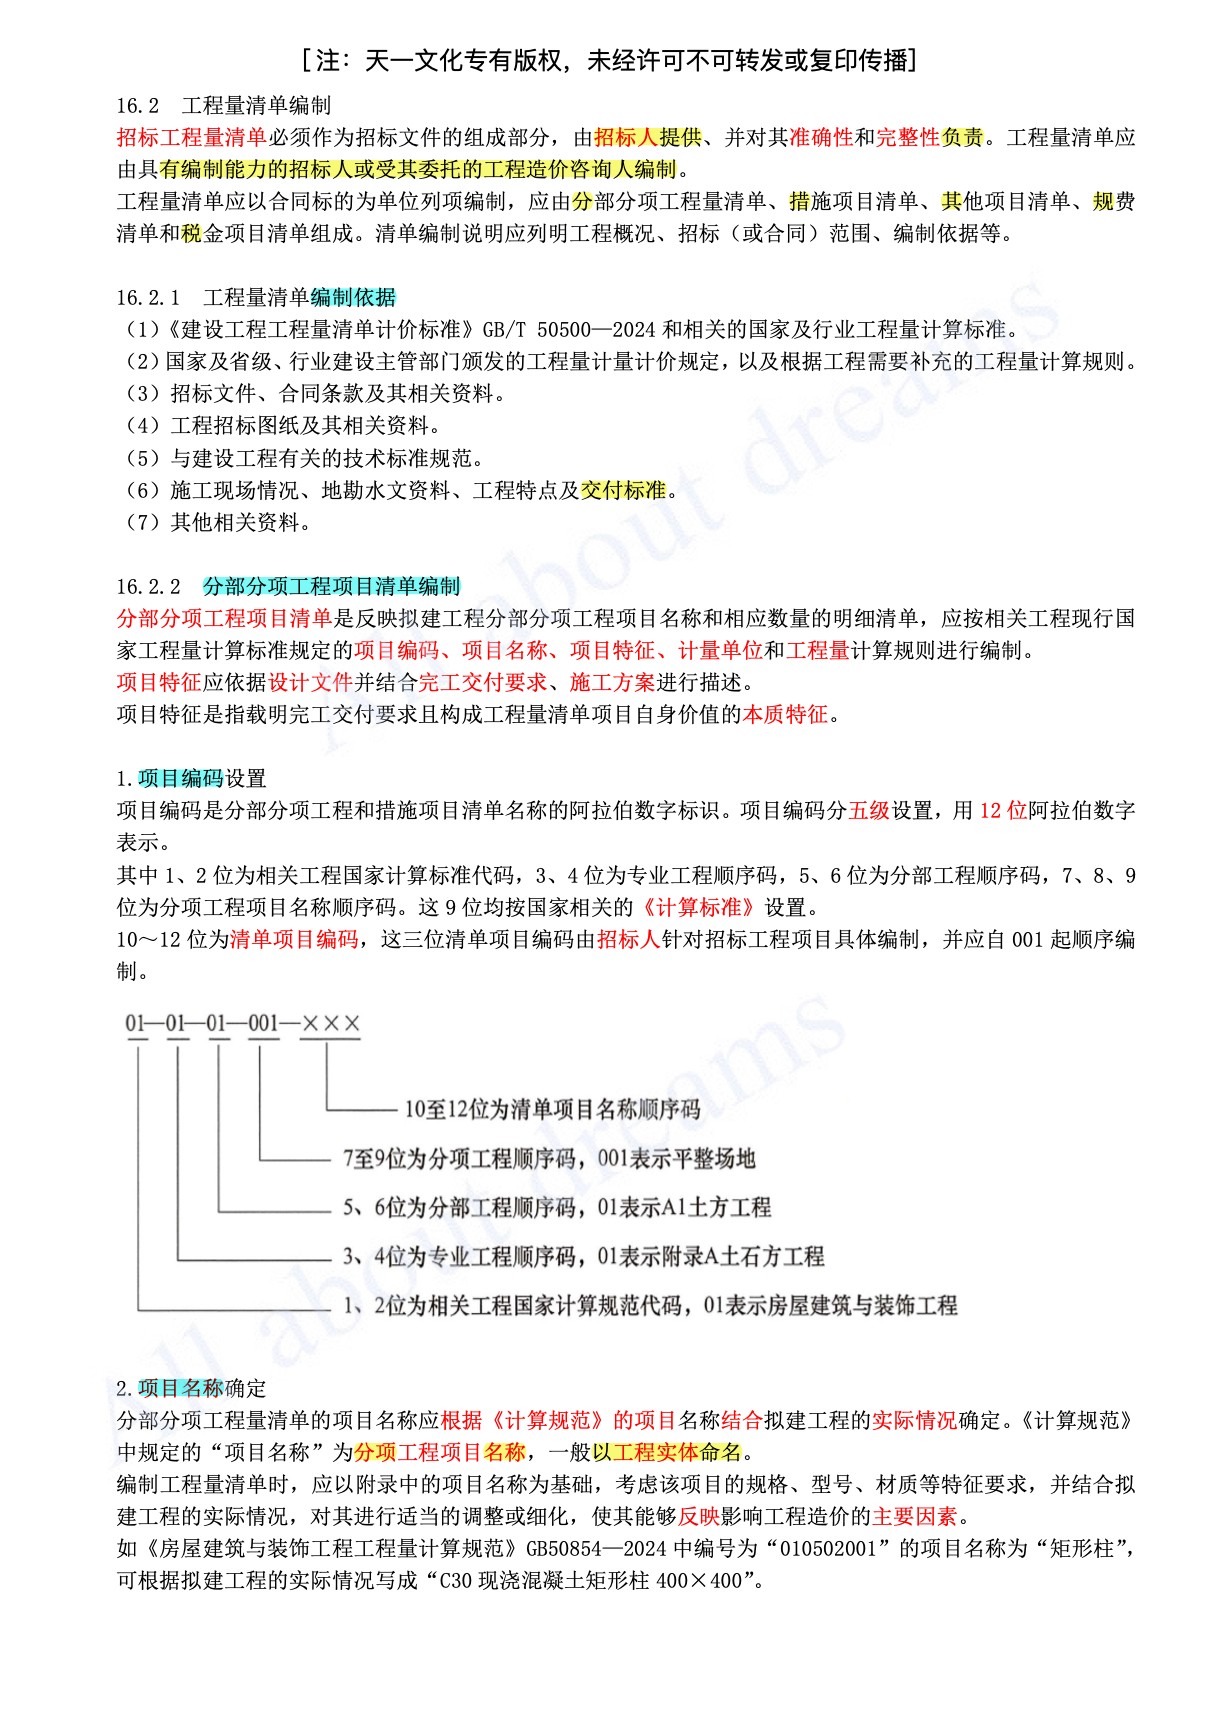 [注：天一文化专有版权，未经许可不可转发或复印传播]
16.2 工程量清单编制
招标工程量清单必须作为招标文件的组成部分，由招标人提供、并对其准确性和完整性负责。工程量清单应
由具有编制能力的招标人或受其委托的工程造价咨询人编制。
工程量清单应以合同标的为单位列项编制，应由分部分项工程量清单、措施项目清单、其他项目清单、规费
清单和税金项目清单组成。清单编制说明应列明工程概况、招标（或合同）范围、编制依据等。
16.2.1 工程量清单编制依据
（1）《建设工程工程量清单计价标准》GB/T 50500—2024 和相关的国家及行业工程量计算标准。
（2）国家及省级、行业建设主管部门颁发的工程量计量计价规定，以及根据工程需要补充的工程量计算规则。
（3）招标文件、合同条款及其相关资料。
（4）工程招标图纸及其相关资料。
（5）与建设工程有关的技术标准规范。
（6）施工现场情况、地勘水文资料、工程特点及交付标准。
（7）其他相关资料。
16.2.2 分部分项工程项目清单编制
分部分项工程项目清单是反映拟建工程分部分项工程项目名称和相应数量的明细清单，应按相关工程现行国
家工程量计算标准规定的项目编码、项目名称、项目特征、计量单位和工程量计算规则进行编制。
项目特征应依据设计文件并结合完工交付要求、施工方案进行描述。
项目特征是指载明完工交付要求且构成工程量清单项目自身价值的本质特征。
1.项目编码设置
项目编码是分部分项工程和措施项目清单名称的阿拉伯数字标识。项目编码分五级设置，用 12 位阿拉伯数字
表示。
其中 1、2 位为相关工程国家计算标准代码，3、4 位为专业工程顺序码，5、6 位为分部工程顺序码，7、8、9
位为分项工程项目名称顺序码。这 9 位均按国家相关的《计算标准》设置。
10～12 位为清单项目编码，这三位清单项目编码由招标人针对招标工程项目具体编制，并应自 001 起顺序编
制。
01—01—01—001—×××
10至12位为清单项目名称顺序码
7至9位为分项工程顺序码，001表示平整场地
5、6位为分部工程顺序码，01表示A1土方工程
3、4位为专业工程顺序码，01表示附录A土石方工程
1、2位为相关工程国家计算规范代码，01表示房屋建筑与装饰工程
2.项目名称确定
分部分项工程量清单的项目名称应根据《计算规范》的项目名称结合拟建工程的实际情况确定。《计算规范》
中规定的“项目名称”为分项工程项目名称，一般以工程实体命名。
编制工程量清单时，应以附录中的项目名称为基础，考虑该项目的规格、型号、材质等特征要求，并结合拟
建工程的实际情况，对其进行适当的调整或细化，使其能够反映影响工程造价的主要因素。
如《房屋建筑与装饰工程工程量计算规范》GB50854—2024 中编号为“010502001”的项目名称为“矩形柱”，
可根据拟建工程的实际情况写成“C30 现浇混凝土矩形柱 400×400”。
All about dreams
All about dreams